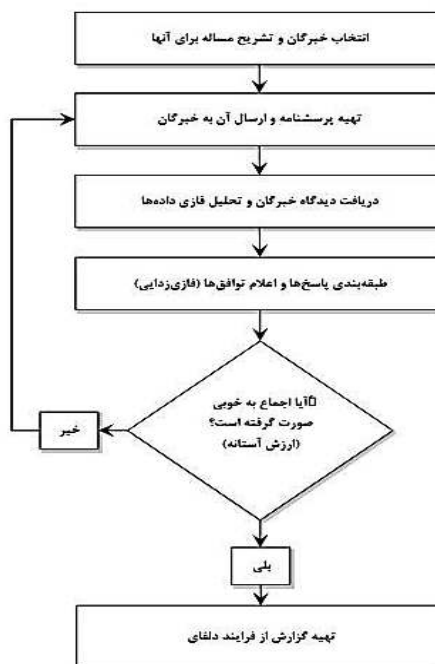 انتخاب خبرگان و تشریح مساله برای آنها
تهیه پرسشنامه و ارسال آن به خبرگان
دریافت دیدگاه خبرگان و تحلیل فازی داده‌ها
طبقه‌بندی پاسخ‌ها و اعلام توافق‌ها (فازی‌زدایی)
آیا اجماع به خوبی
صورت گرفته است؟
(ارزش آستانه)
خیر
بلی
تهیه گزارش از فرایند دلفای